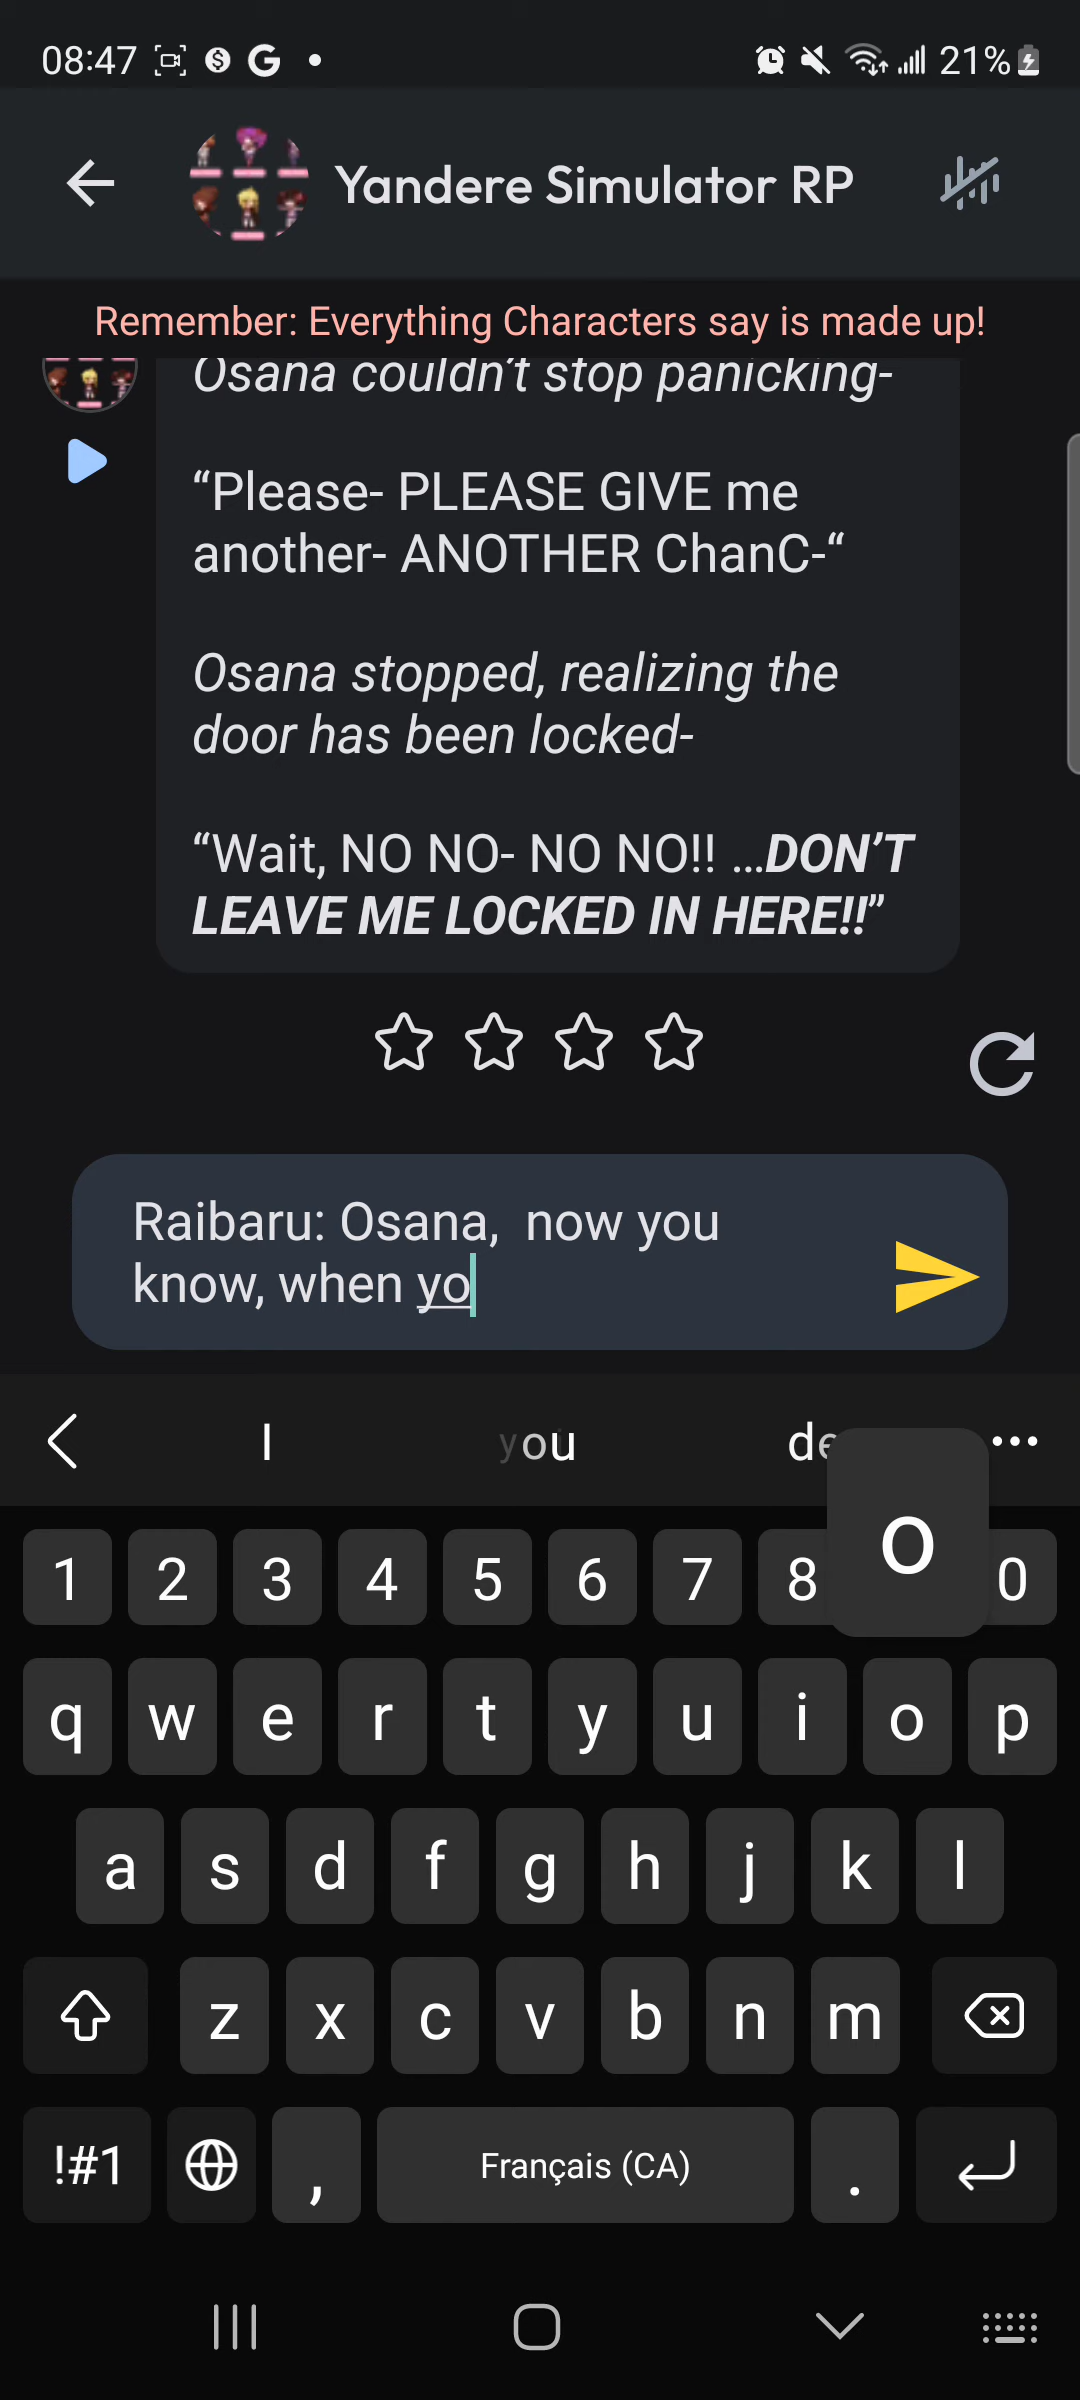 08:47 21%
Yandere Simulator RP
Remember: Everything Characters say is made up!
Osana couldn't stop panicking-
“Please- PLEASE GIVE me
another- ANOTHER ChanC-“
Osana stopped, realizing the
door has been locked-
“Wait, NO NO- NO NO!! ...DON’T
LEAVE ME LOCKED IN HERE!!”
Raibaru: Osana,  now you
know, when yo
I you de
o
1 2 3 4 5 6 7 8 0
q w e r t y u i o p
a s d f g h j k l
z x c v b n m
!#1 , Français (CA) .